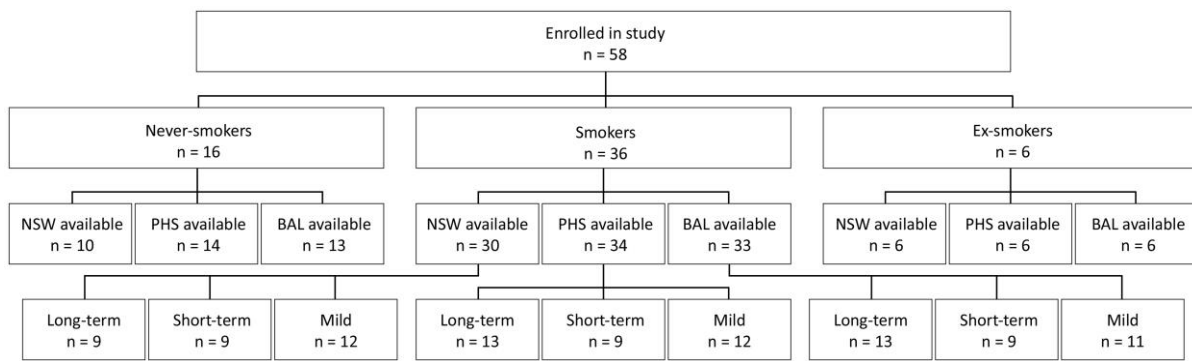 Enrolled in study
n = 58
Never-smokers
n = 16
Smokers
n = 36
Ex-smokers
n = 6
NSW available
n = 10
PHS available
n = 14
BAL available
n = 13
NSW available
n = 30
PHS available
n = 34
BAL available
n = 33
NSW available
n = 6
PHS available
n = 6
BAL available
n = 6
Long-term
n = 9
Short-term
n = 9
Mild
n = 12
Long-term
n = 13
Short-term
n = 9
Mild
n = 12
Long-term
n = 13
Short-term
n = 9
Mild
n = 11